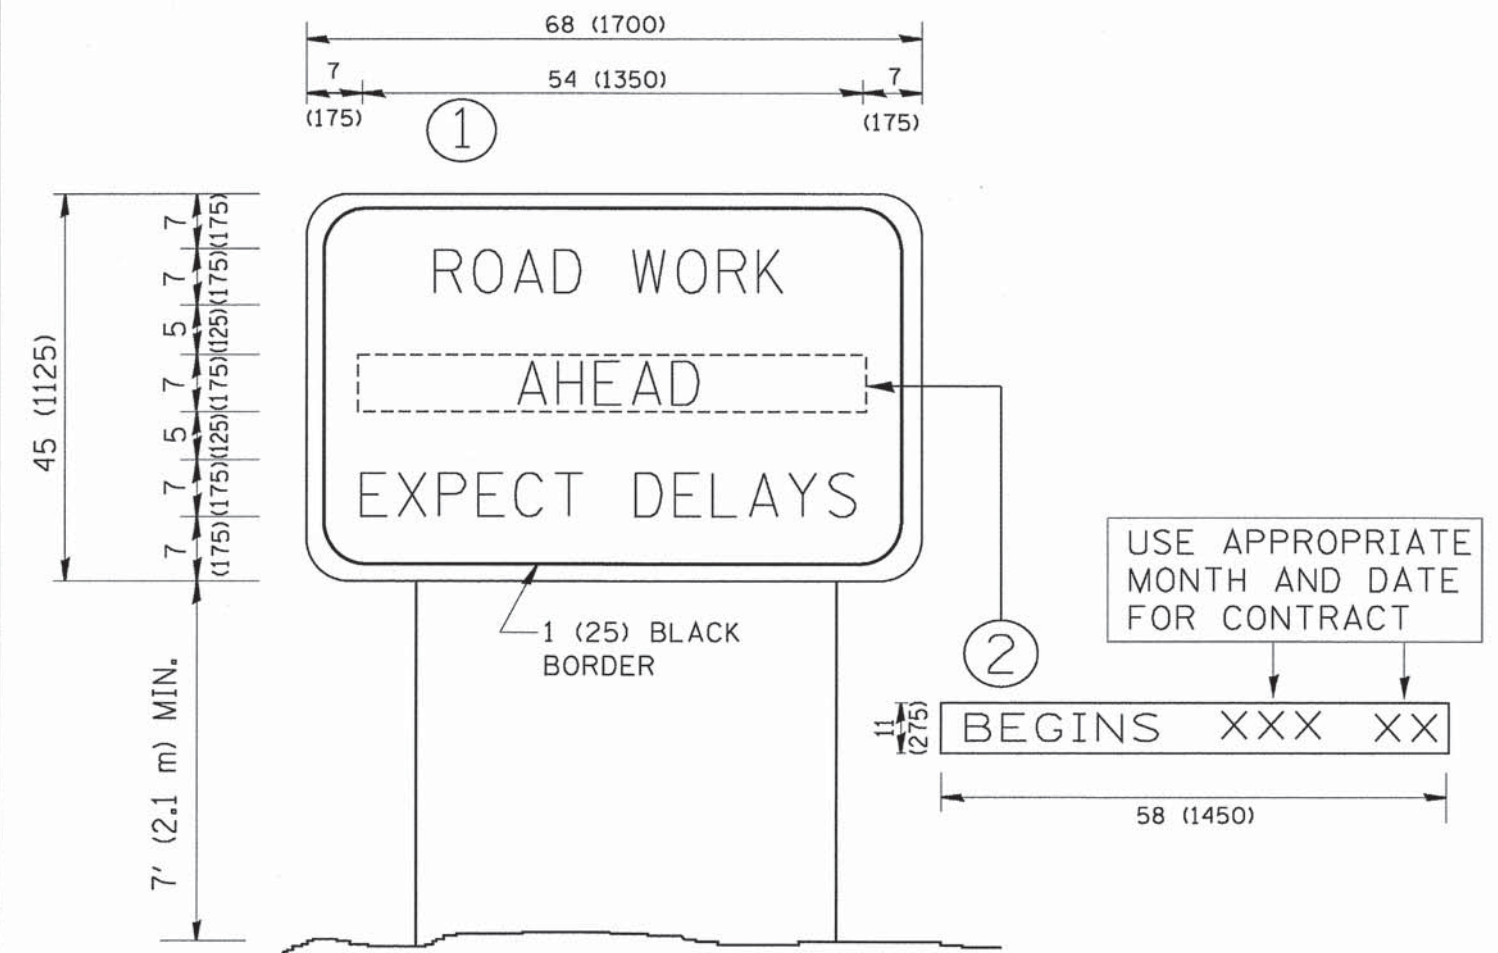 68 (1700)
7
54 (1350)
7
(175)
(175)
1
7 (175)
7 (175)
5 (125)
7 (175)
5 (125)
7 (175)
7 (175)
45 (1125)
ROAD WORK
AHEAD
EXPECT DELAYS
1 (25) BLACK
BORDER
7' (2.1 m) MIN.
2
USE APPROPRIATE
MONTH AND DATE
FOR CONTRACT
11
(275)
BEGINS XXX XX
58 (1450)